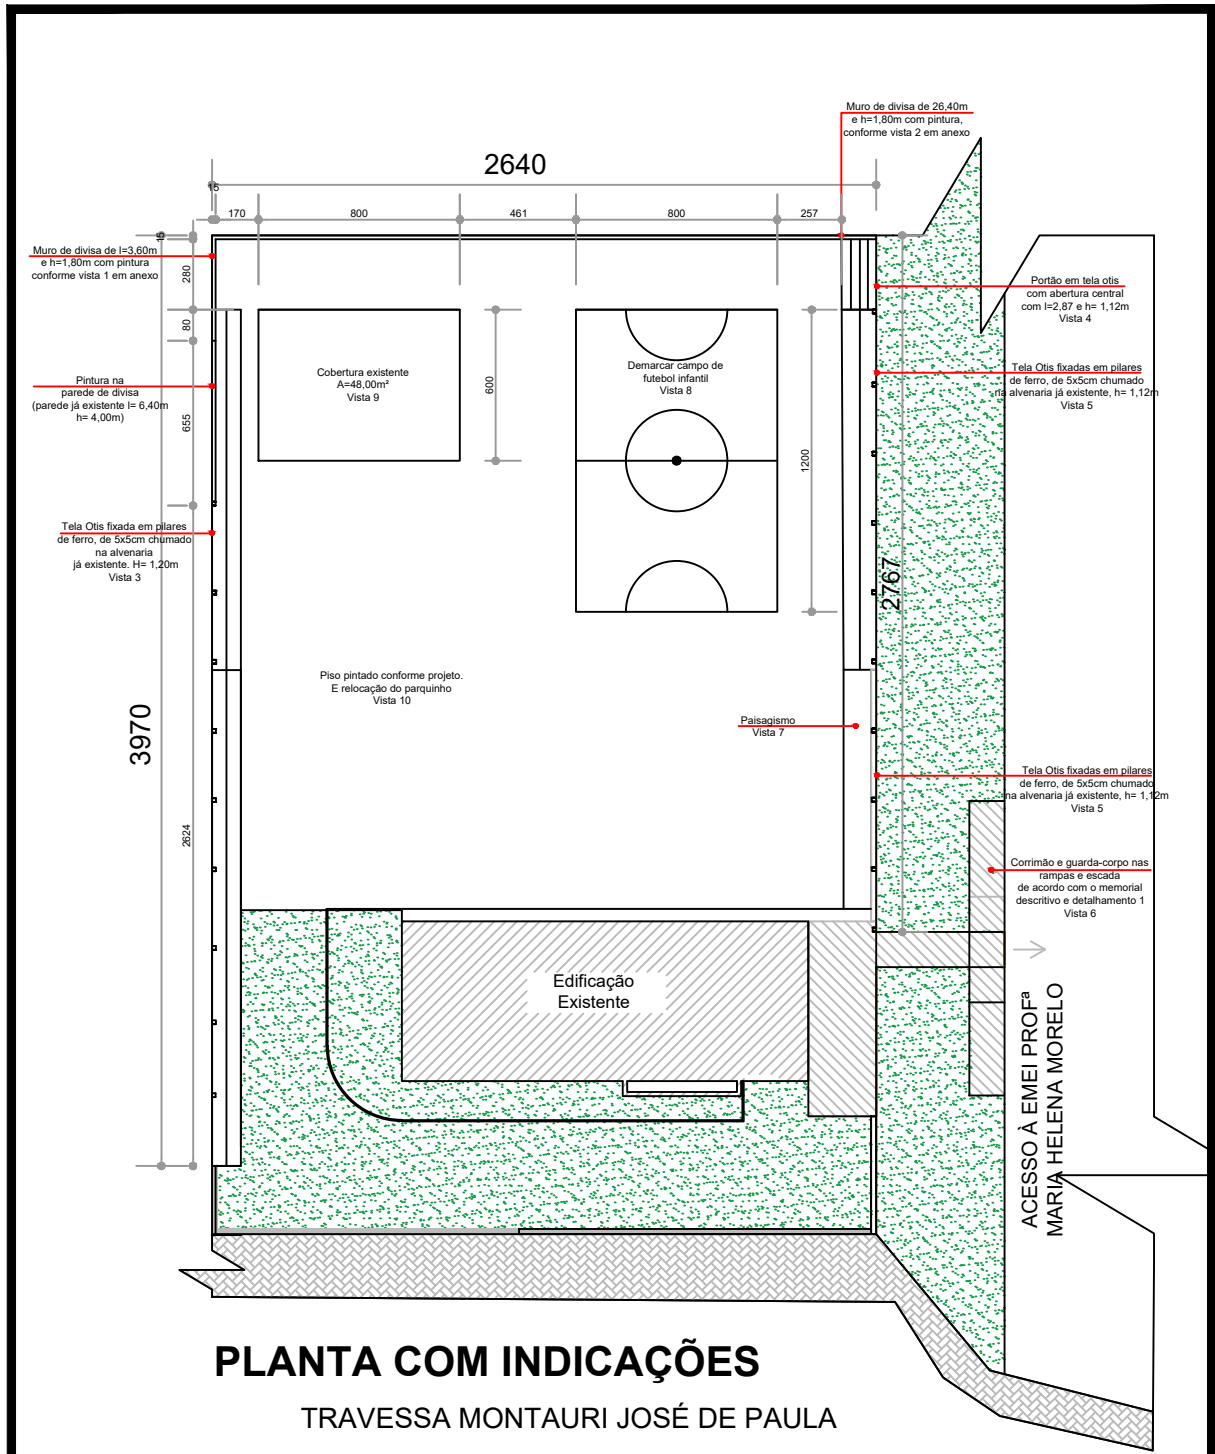 Muro de divisa de 26,40m
e h=1,80m com pintura,
conforme vista 2 em anexo
2640
15
170
800
461
800
257
15
280
80
655
2624
3970
Muro de divisa de l=3,60m
e h=1,80m com pintura
conforme vista 1 em anexo
Pintura na
parede de divisa
(parede já existente l= 6,40m
h= 4,00m)
Tela Otis fixada em pilares
de ferro, de 5x5cm chumado
na alvenaria
já existente. H= 1,20m
Vista 3
Cobertura existente
A=48,00m²
Vista 9
600
Demarcar campo de
futebol infantil
Vista 8
1200
Portão em tela otis
com abertura central
com l=2,87 e h= 1,12m
Vista 4
Tela Otis fixadas em pilares
de ferro, de 5x5cm chumado
na alvenaria já existente, h= 1,12m
Vista 5
2767
Piso pintado conforme projeto.
E relocação do parquinho
Vista 10
Paisagismo
Vista 7
Tela Otis fixadas em pilares
de ferro, de 5x5cm chumado
na alvenaria já existente, h= 1,12m
Vista 5
Corrimão e guarda-corpo nas
rampas e escada
de acordo com o memorial
descritivo e detalhamento 1
Vista 6
Edificação
Existente
ACESSO À EMEI PROFª
MARIA HELENA MORELO
PLANTA COM INDICAÇÕES
TRAVESSA MONTAURI JOSÉ DE PAULA